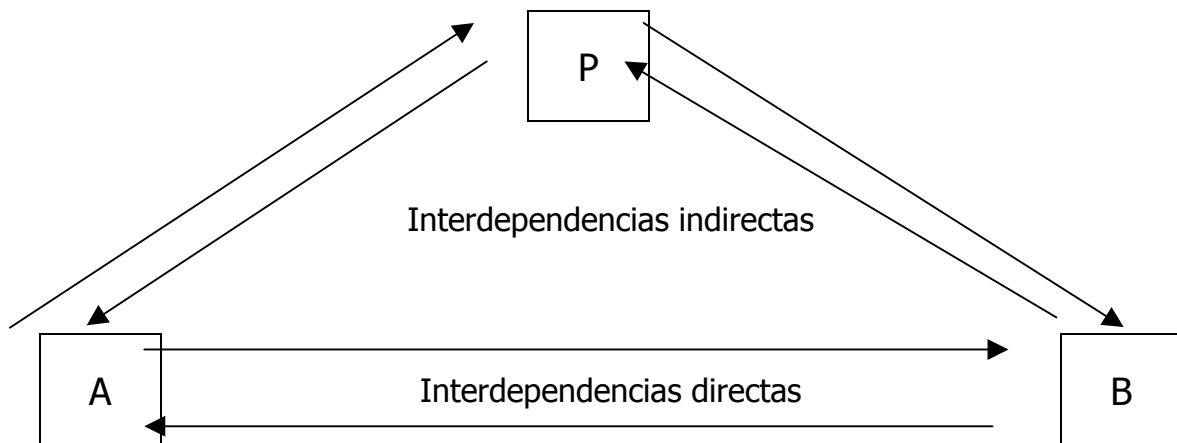 P
Interdependencias indirectas
A
Interdependencias directas
B